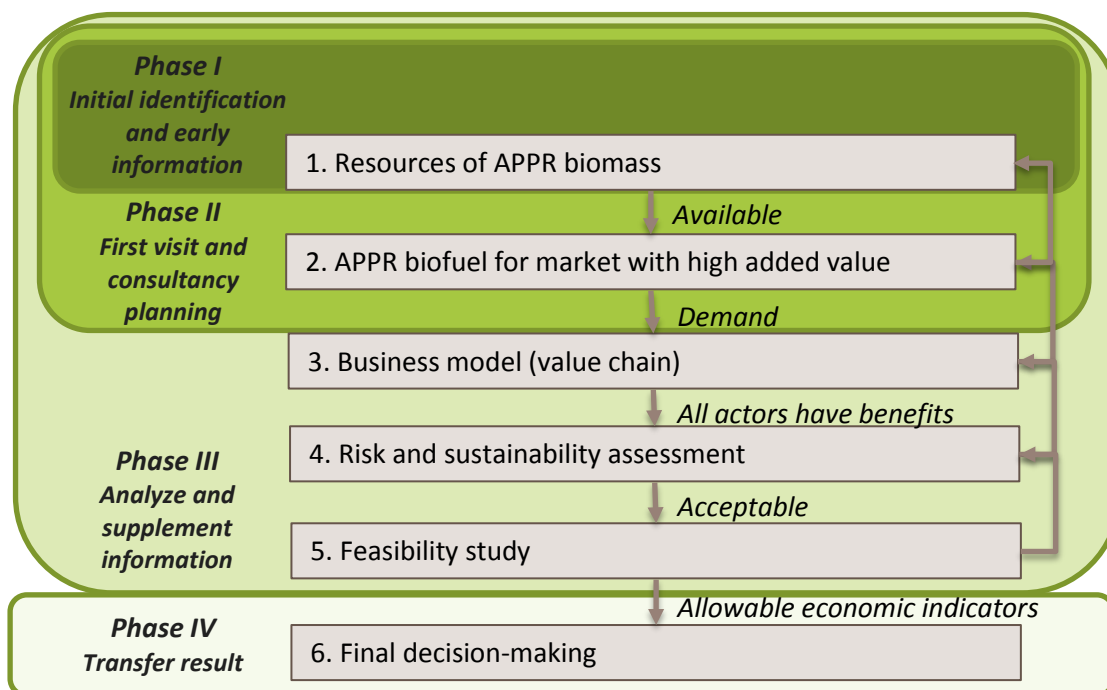 Phase I
Initial identification
and early
information
1. Resources of APPR biomass
Available
Phase II
First visit and
consultancy
planning
2. APPR biofuel for market with high added value
Demand
3. Business model (value chain)
All actors have benefits
Phase III
Analyze and
supplement
information
4. Risk and sustainability assessment
Acceptable
5. Feasibility study
Allowable economic indicators
Phase IV
Transfer result
6. Final decision-making